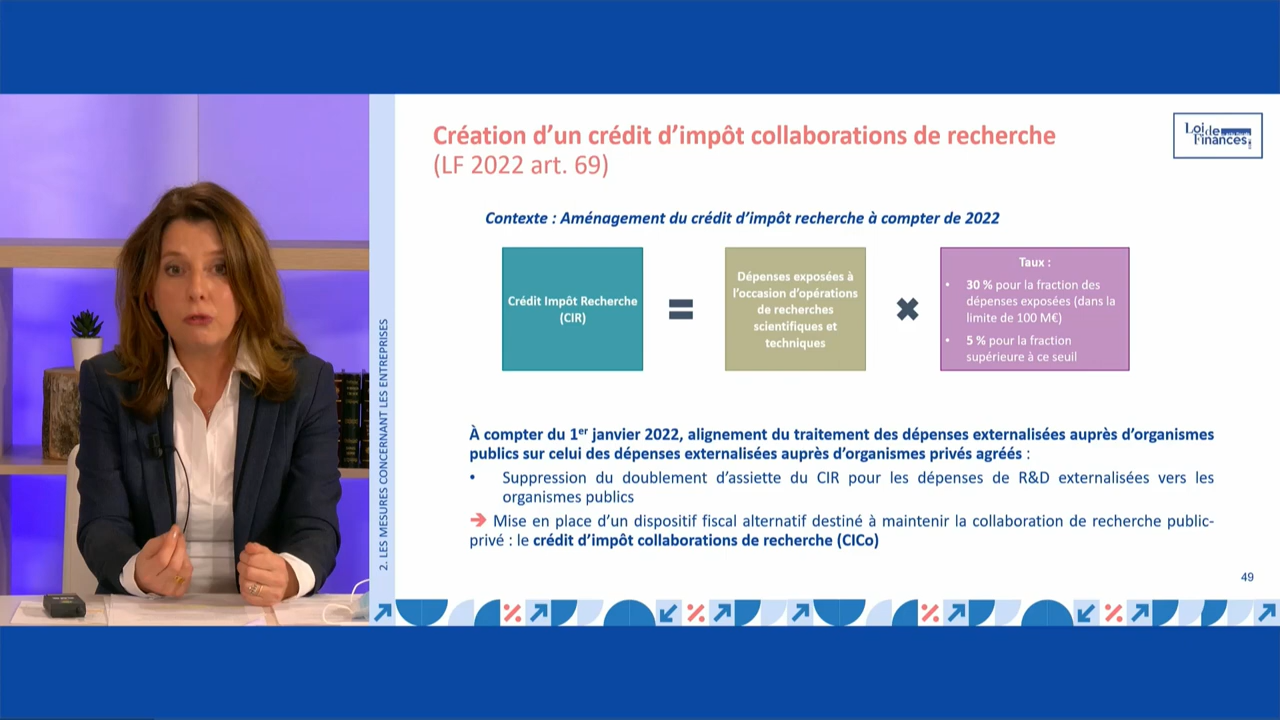 Création d'un crédit d'impôt collaborations de recherche
(LF 2022 art. 69)
Loi de
Finances
Contexte : Aménagement du crédit d'impôt recherche à compter de 2022
Crédit Impôt Recherche
(CIR)
=
Dépenses exposées à
l'occasion d'opérations
de recherches
scientifiques et
techniques
×
Taux :
• 30 % pour la fraction des
dépenses exposées (dans la
limite de 100 M€)
• 5 % pour la fraction
supérieure à ce seuil
2. LES MESURES CONCERNANT LES ENTREPRISES
À compter du 1er janvier 2022, alignement du traitement des dépenses externalisées auprès d'organismes
publics sur celui des dépenses externalisées auprès d'organismes privés agréés :
• Suppression du doublement d'assiette du CIR pour les dépenses de R&D externalisées vers les
organismes publics
➔ Mise en place d'un dispositif fiscal alternatif destiné à maintenir la collaboration de recherche public-
privé : le crédit d'impôt collaborations de recherche (CICo)
49